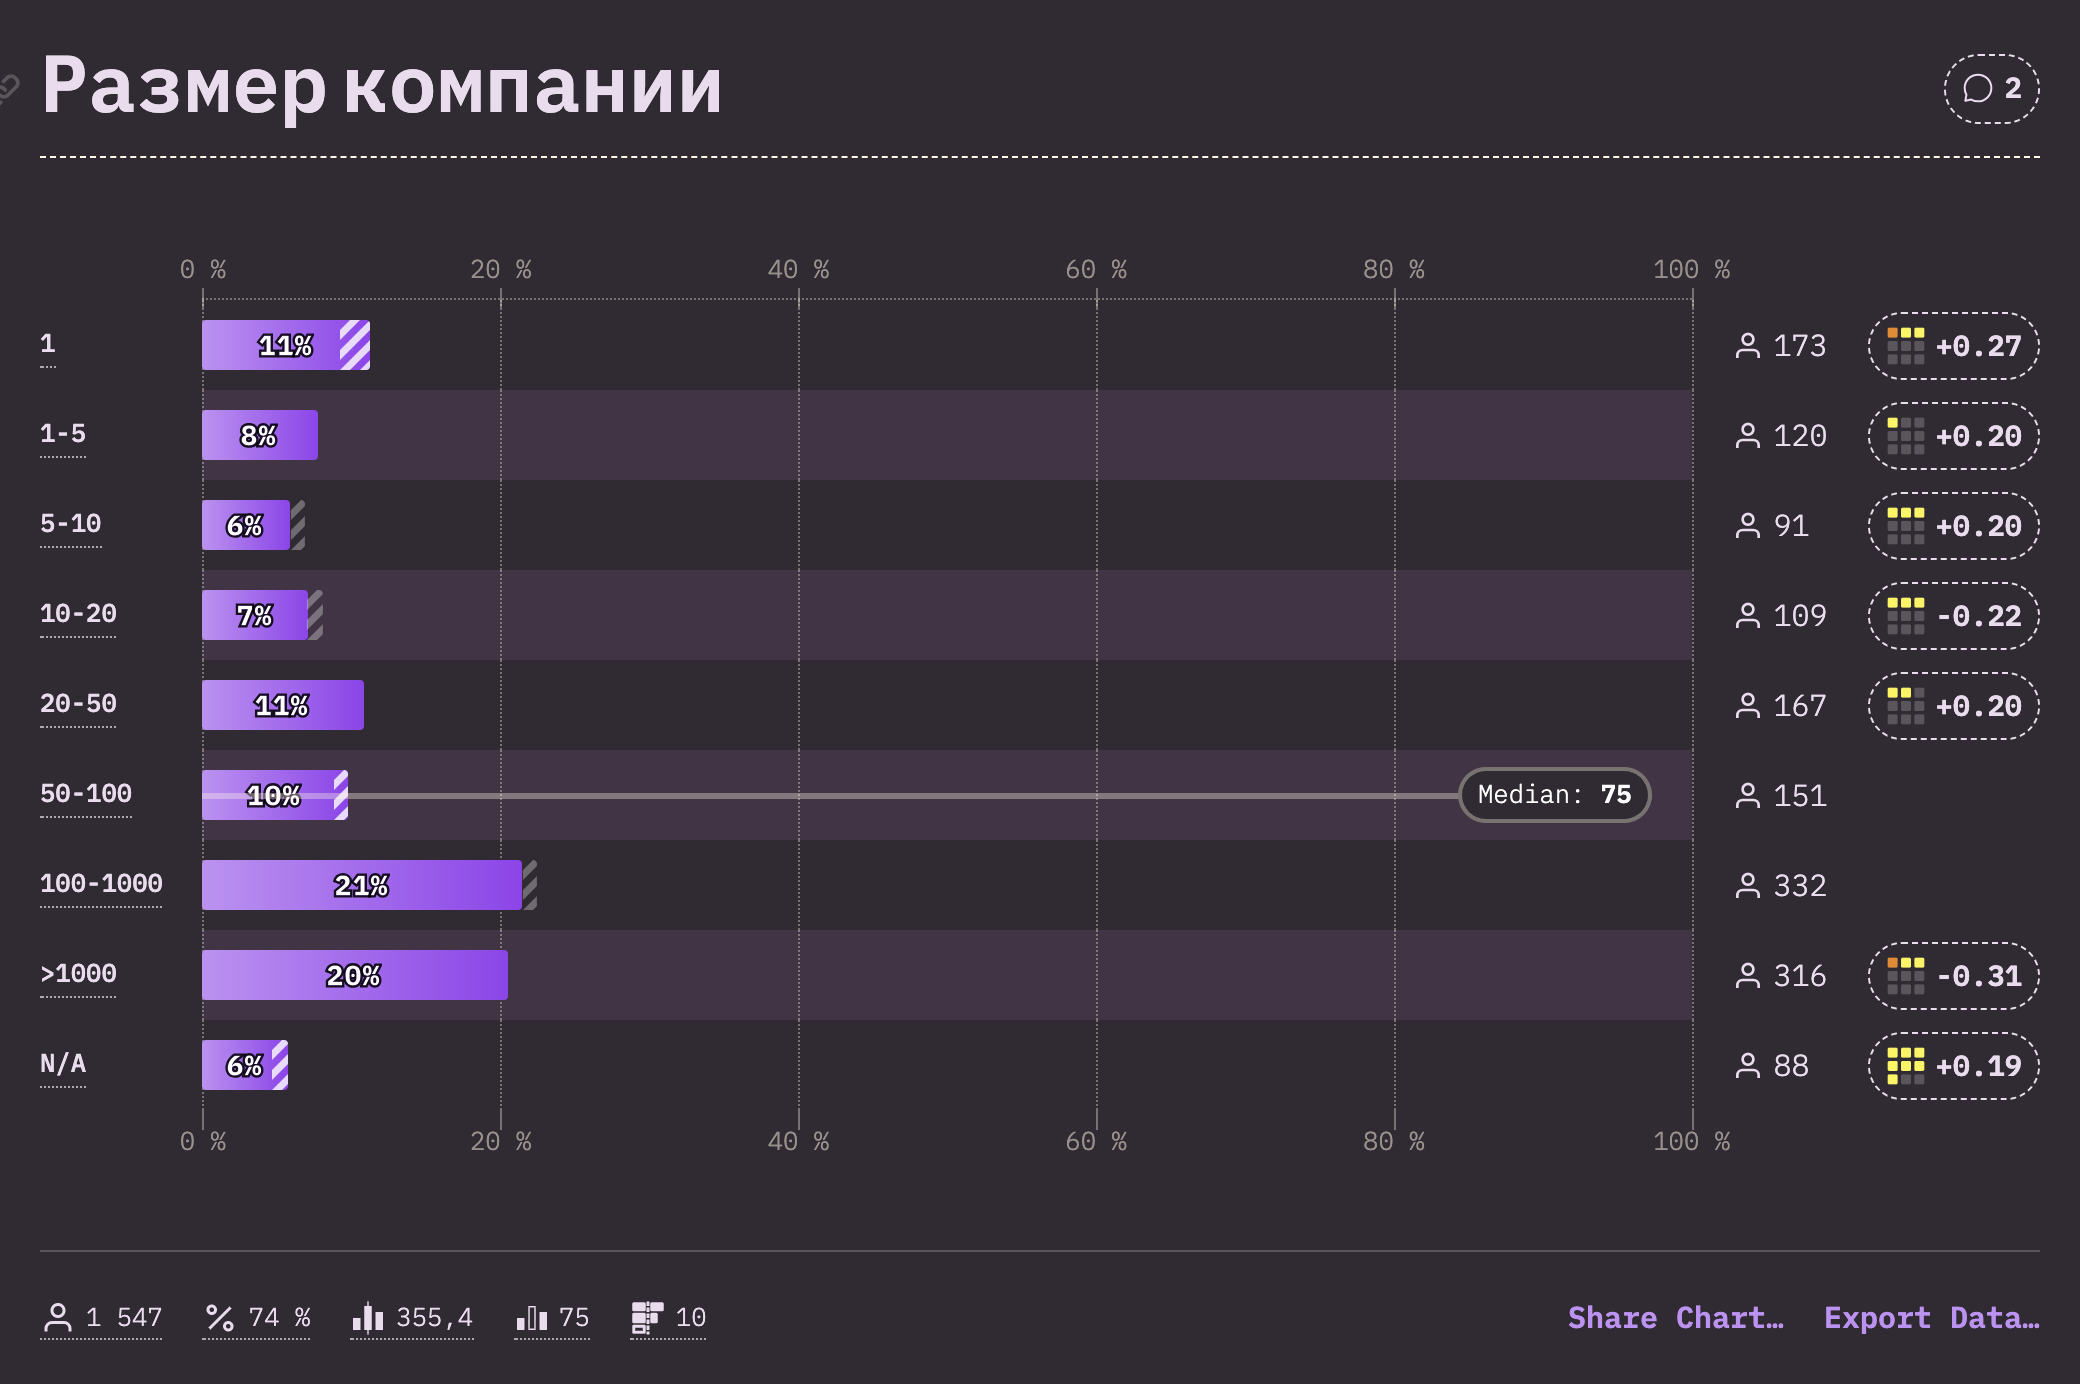 Размер компании
2
0 % 20 % 40 % 60 % 80 % 100 %
1 11% 173 +0.27
1-5 8% 120 +0.20
5-10 6% 91 +0.20
10-20 7% 109 -0.22
20-50 11% 167 +0.20
50-100 10% Median: 75 151
100-1000 21% 332
>1000 20% 316 -0.31
N/A 6% 88 +0.19
0 % 20 % 40 % 60 % 80 % 100 %
1 547 % 74 % 355,4 75 10 Share Chart… Export Data…